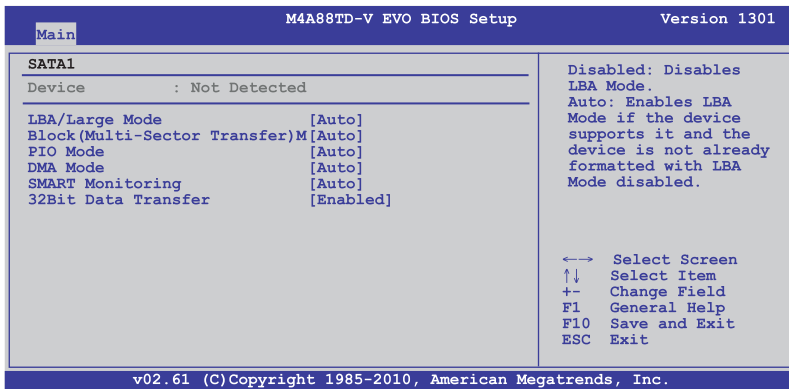 M4A88TD-V EVO BIOS Setup Version 1301
Main
SATA1
Device : Not Detected
LBA/Large Mode [Auto]
Block(Multi-Sector Transfer)M[Auto]
PIO Mode [Auto]
DMA Mode [Auto]
SMART Monitoring [Auto]
32Bit Data Transfer [Enabled]
Disabled: Disables
LBA Mode.
Auto: Enables LBA
Mode if the device
supports it and the
device is not already
formatted with LBA
Mode disabled.
←→ Select Screen
↑↓ Select Item
+- Change Field
F1 General Help
F10 Save and Exit
ESC Exit
v02.61 (C)Copyright 1985-2010, American Megatrends, Inc.